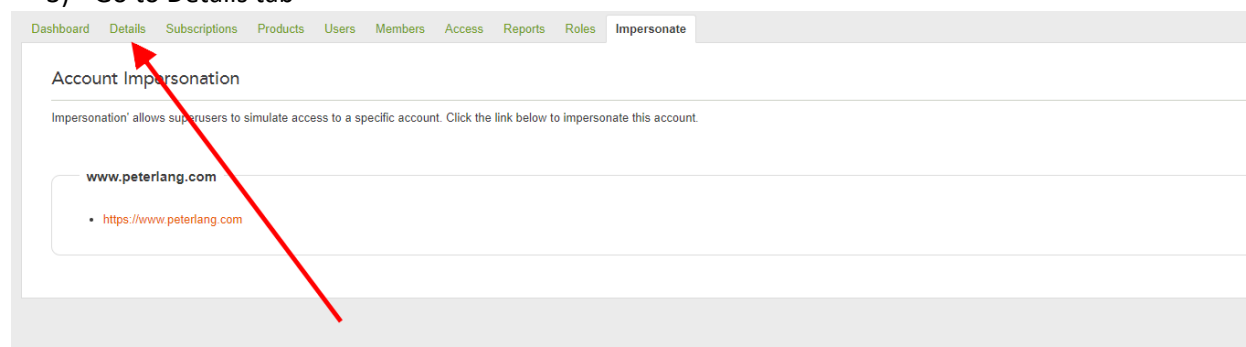 Go to Details tab
Dashboard Details Subscriptions Products Users Members Access Reports Roles Impersonate
Account Impersonation
Impersonation' allows superusers to simulate access to a specific account. Click the link below to impersonate this account.
www.peterlang.com
• https://www.peterlang.com